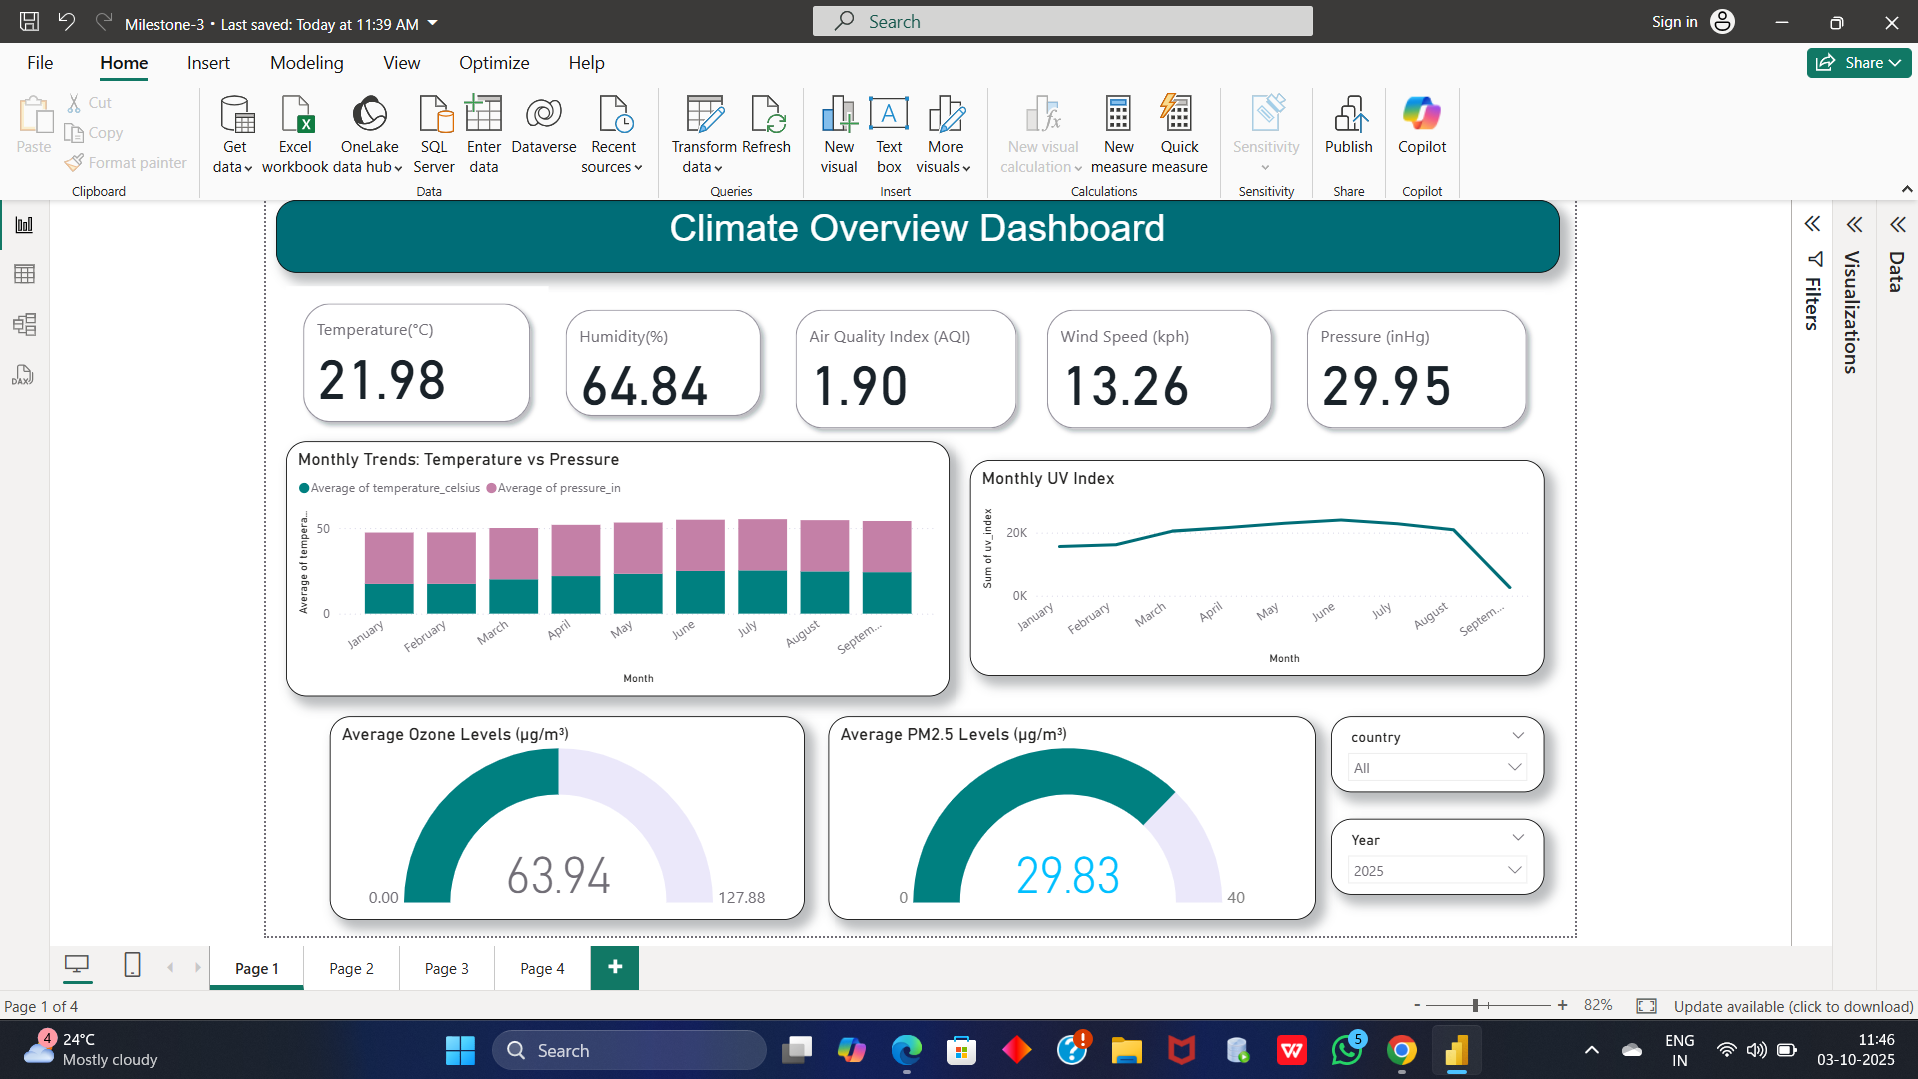 Milestone-3 • Last saved: Today at 11:39 AM
Search
Sign in
File Home Insert Modeling View Optimize Help
Share
Paste
Cut
Copy
Format painter
Clipboard
Get data
Excel workbook
OneLake data hub
SQL Server
Enter data
Dataverse
Recent sources
Data
Transform data
Refresh
Queries
New visual
Text box
More visuals
Insert
New visual calculation
New measure
Quick measure
Calculations
Sensitivity
Sensitivity
Publish
Share
Copilot
Copilot
Climate Overview Dashboard
Temperature(°C)
21.98
Humidity(%)
64.84
Air Quality Index (AQI)
1.90
Wind Speed (kph)
13.26
Pressure (inHg)
29.95
Filters
Visualizations
Data
DAX
Monthly Trends: Temperature vs Pressure
Average of temperature_celsius Average of pressure_in
Average of tempera...
50
0
January February March April May June July August Septem...
Month
Monthly UV Index
Sum of uv_index
20K
0K
January February March April May June July August Septem...
Month
Average Ozone Levels (µg/m³)
63.94
0.00
127.88
Average PM2.5 Levels (µg/m³)
29.83
0
40
country
All
Year
2025
Page 1 Page 2 Page 3 Page 4
Page 1 of 4
- + 82%
Update available (click to download)
4
24°C
Mostly cloudy
Search
W
5
ENG
IN
11:46
03-10-2025